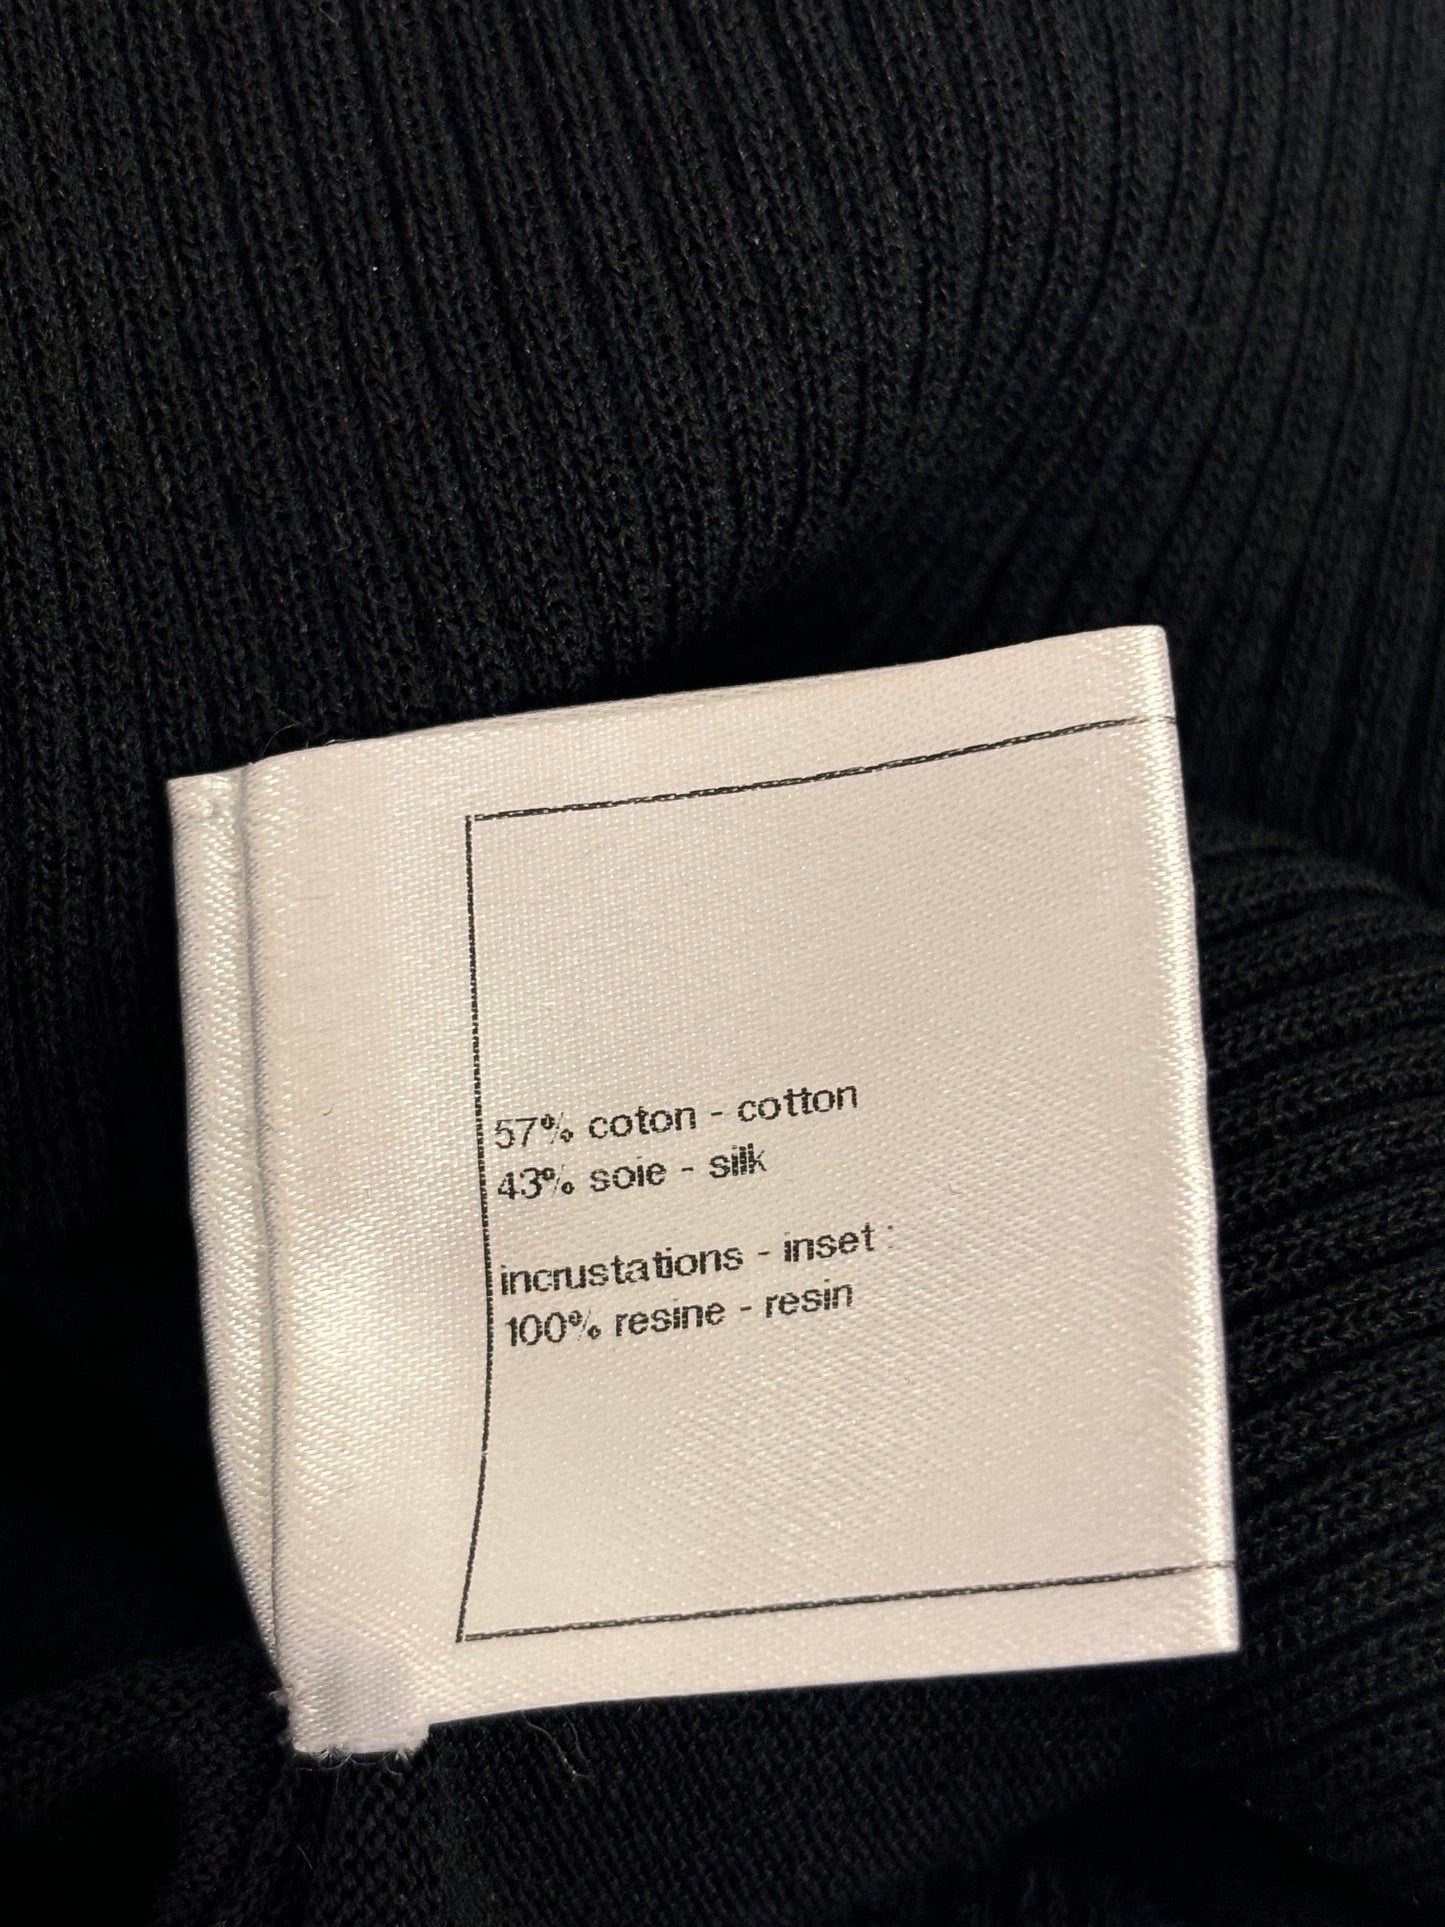 57% coton - cotton
43% soie - silk
incrustations - inset :
100% resine - resin